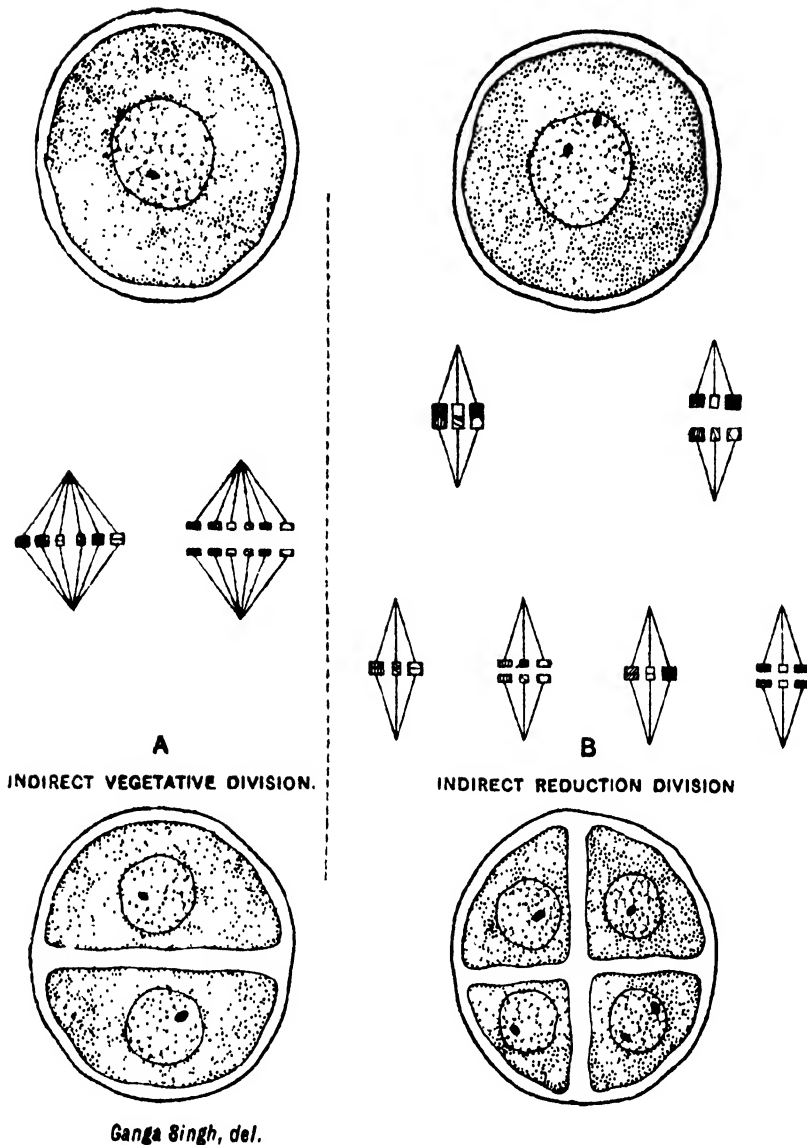 A
INDIRECT VEGETATIVE DIVISION.
B
INDIRECT REDUCTION DIVISION
Ganga Singh, del.